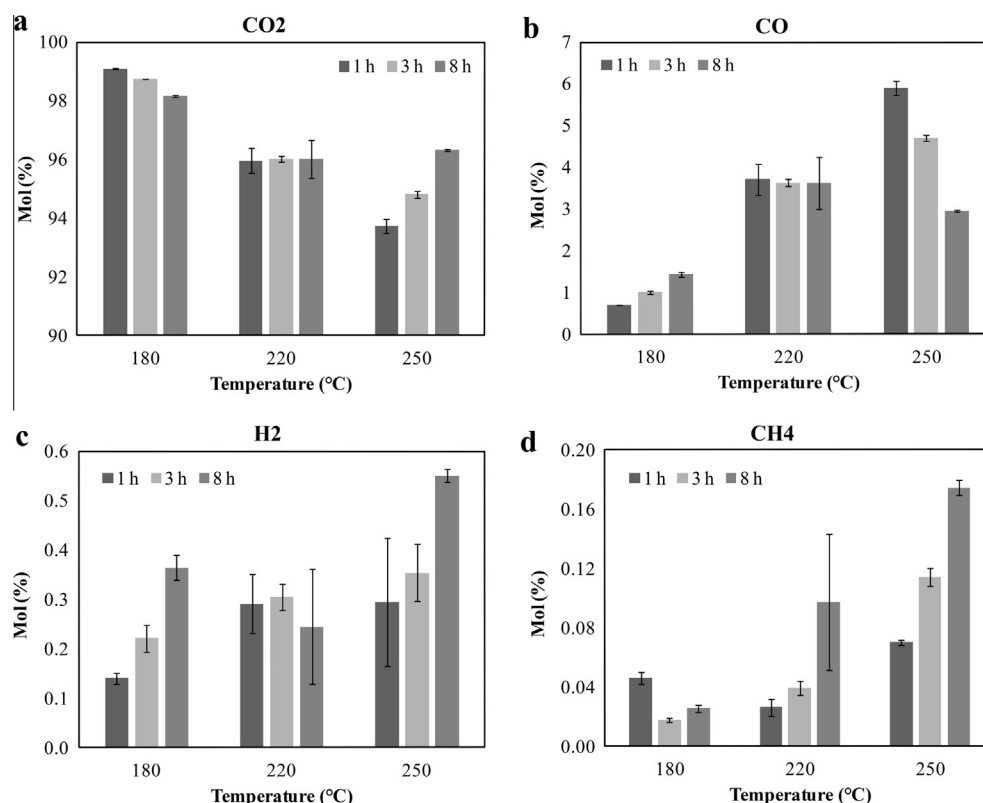 a
CO2
100
98
96
94
92
90
Mol (%)
1 h 3 h 8 h
180 220 250
Temperature (°C)
b
CO
7
6
5
4
3
2
1
0
Mol (%)
1 h 3 h 8 h
180 220 250
Temperature (°C)
c
H2
0.6
0.5
0.4
0.3
0.2
0.1
0.0
Mol (%)
1 h 3 h 8 h
180 220 250
Temperature (°C)
d
CH4
0.20
0.16
0.12
0.08
0.04
0.00
Mol (%)
1 h 3 h 8 h
180 220 250
Temperature (°C)